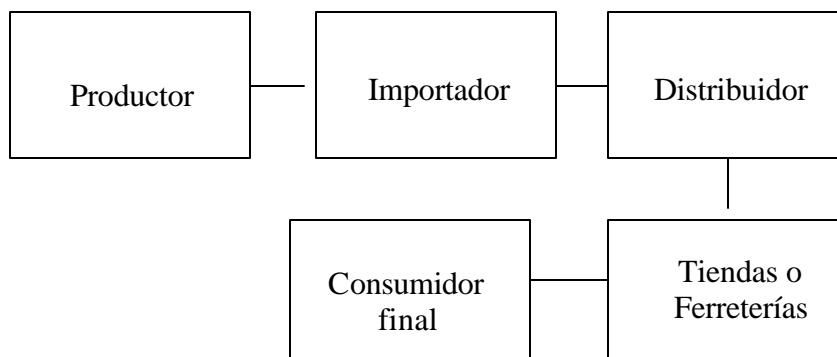 Productor
Importador
Distribuidor
Tiendas o
Ferreterías
Consumidor
final